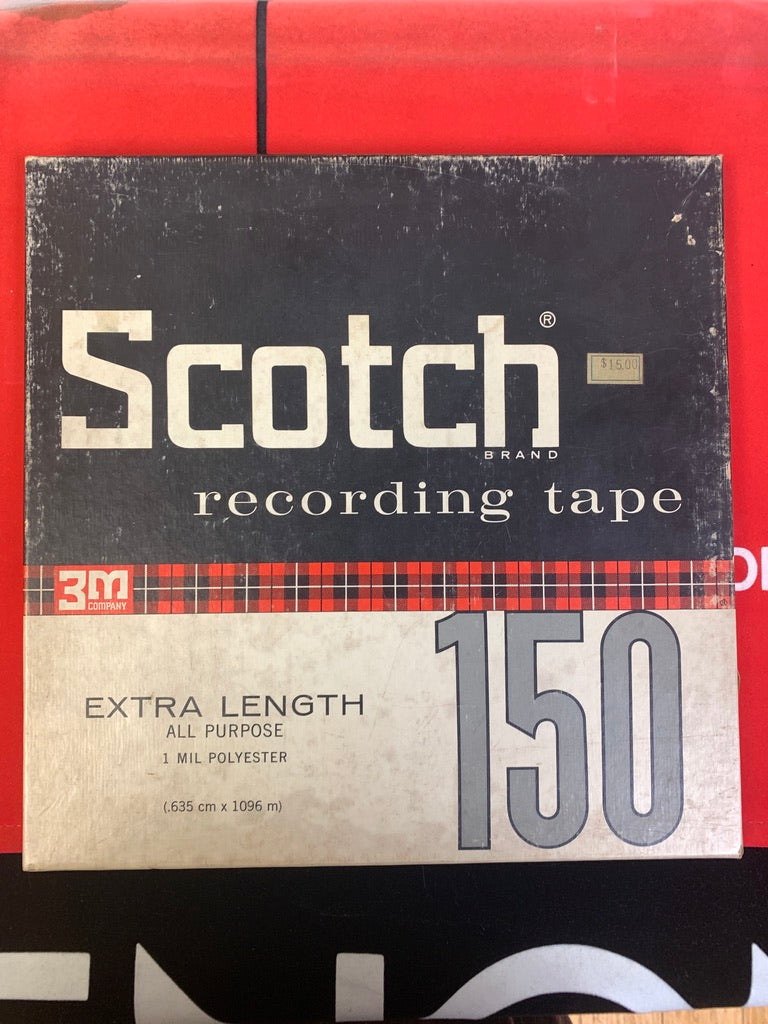 Scotch®
$15.00
BRAND
recording tape
3M
COMPANY
150
EXTRA LENGTH
ALL PURPOSE
1 MIL POLYESTER
(.635 cm x 1096 m)